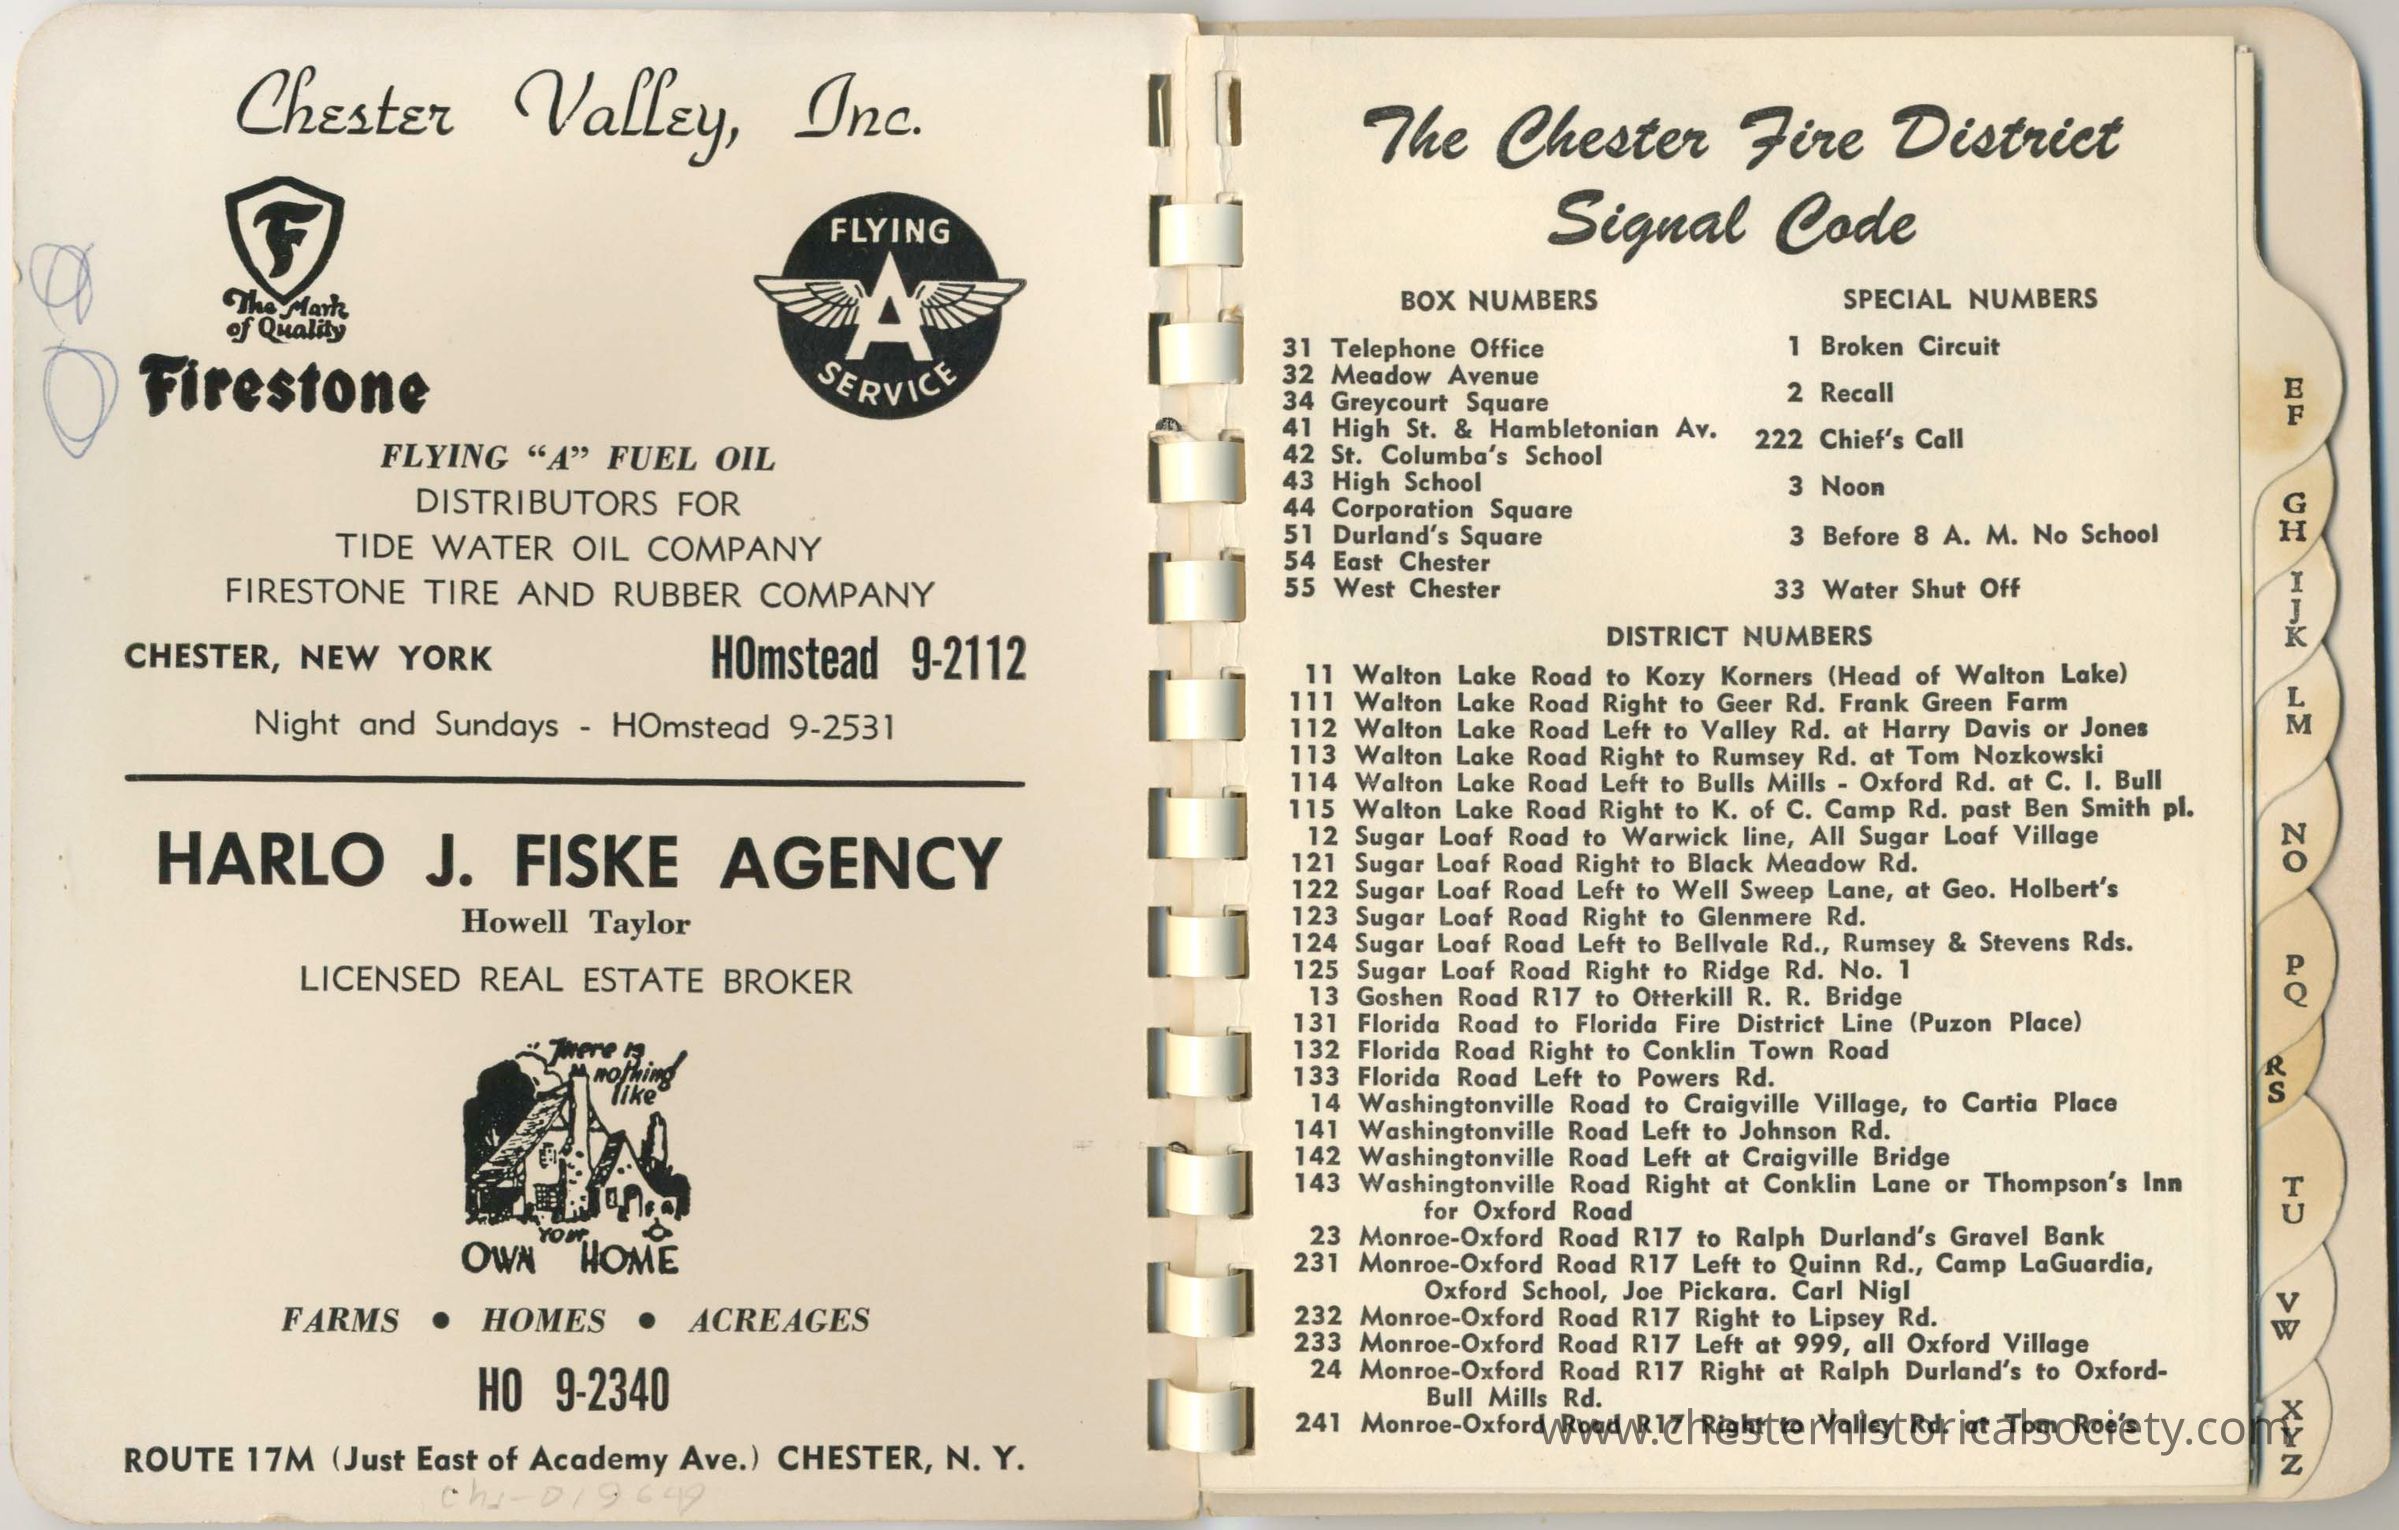 Chester Valley, Inc.
F
The Mark
of Quality
Firestone
FLYING
A
SERVICE
FLYING “A” FUEL OIL
DISTRIBUTORS FOR
TIDE WATER OIL COMPANY
FIRESTONE TIRE AND RUBBER COMPANY
CHESTER, NEW YORK HOmstead 9-2112
Night and Sundays - HOmstead 9-2531
HARLO J. FISKE AGENCY
Howell Taylor
LICENSED REAL ESTATE BROKER
There is
nothing
like
YOUR
OWN HOME
FARMS • HOMES • ACREAGES
HO 9-2340
ROUTE 17M (Just East of Academy Ave.) CHESTER, N. Y.
The Chester Fire District
Signal Code
BOX NUMBERS
31 Telephone Office
32 Meadow Avenue
34 Greycourt Square
41 High St. & Hambletonian Av.
42 St. Columba's School
43 High School
44 Corporation Square
51 Durland's Square
54 East Chester
55 West Chester
SPECIAL NUMBERS
1 Broken Circuit
2 Recall
222 Chief's Call
3 Noon
3 Before 8 A. M. No School
33 Water Shut Off
DISTRICT NUMBERS
11 Walton Lake Road to Kozy Korners (Head of Walton Lake)
111 Walton Lake Road Right to Geer Rd. Frank Green Farm
112 Walton Lake Road Left to Valley Rd. at Harry Davis or Jones
113 Walton Lake Road Right to Rumsey Rd. at Tom Nozkowski
114 Walton Lake Road Left to Bulls Mills - Oxford Rd. at C. I. Bull
115 Walton Lake Road Right to K. of C. Camp Rd. past Ben Smith pl.
12 Sugar Loaf Road to Warwick line, All Sugar Loaf Village
121 Sugar Loaf Road Right to Black Meadow Rd.
122 Sugar Loaf Road Left to Well Sweep Lane, at Geo. Holbert's
123 Sugar Loaf Road Right to Glenmere Rd.
124 Sugar Loaf Road Left to Bellvale Rd., Rumsey & Stevens Rds.
125 Sugar Loaf Road Right to Ridge Rd. No. 1
13 Goshen Road R17 to Otterkill R. R. Bridge
131 Florida Road to Florida Fire District Line (Puzon Place)
132 Florida Road Right to Conklin Town Road
133 Florida Road Left to Powers Rd.
14 Washingtonville Road to Craigville Village, to Cartia Place
141 Washingtonville Road Left to Johnson Rd.
142 Washingtonville Road Left at Craigville Bridge
143 Washingtonville Road Right at Conklin Lane or Thompson's Inn
for Oxford Road
23 Monroe-Oxford Road R17 to Ralph Durland's Gravel Bank
231 Monroe-Oxford Road R17 Left to Quinn Rd., Camp LaGuardia,
Oxford School, Joe Pickara. Carl Nigl
232 Monroe-Oxford Road R17 Right to Lipsey Rd.
233 Monroe-Oxford Road R17 Left at 999, all Oxford Village
24 Monroe-Oxford Road R17 Right at Ralph Durland's to Oxford-
Bull Mills Rd.
241 Monroe-Oxford Road R17 Right to Valley Rd. at Tom Roe's
www.chesterhistoricalsociety.com
E
F
G
H
I
J
K
L
M
N
O
P
Q
R
S
T
U
V
W
X
Y
Z